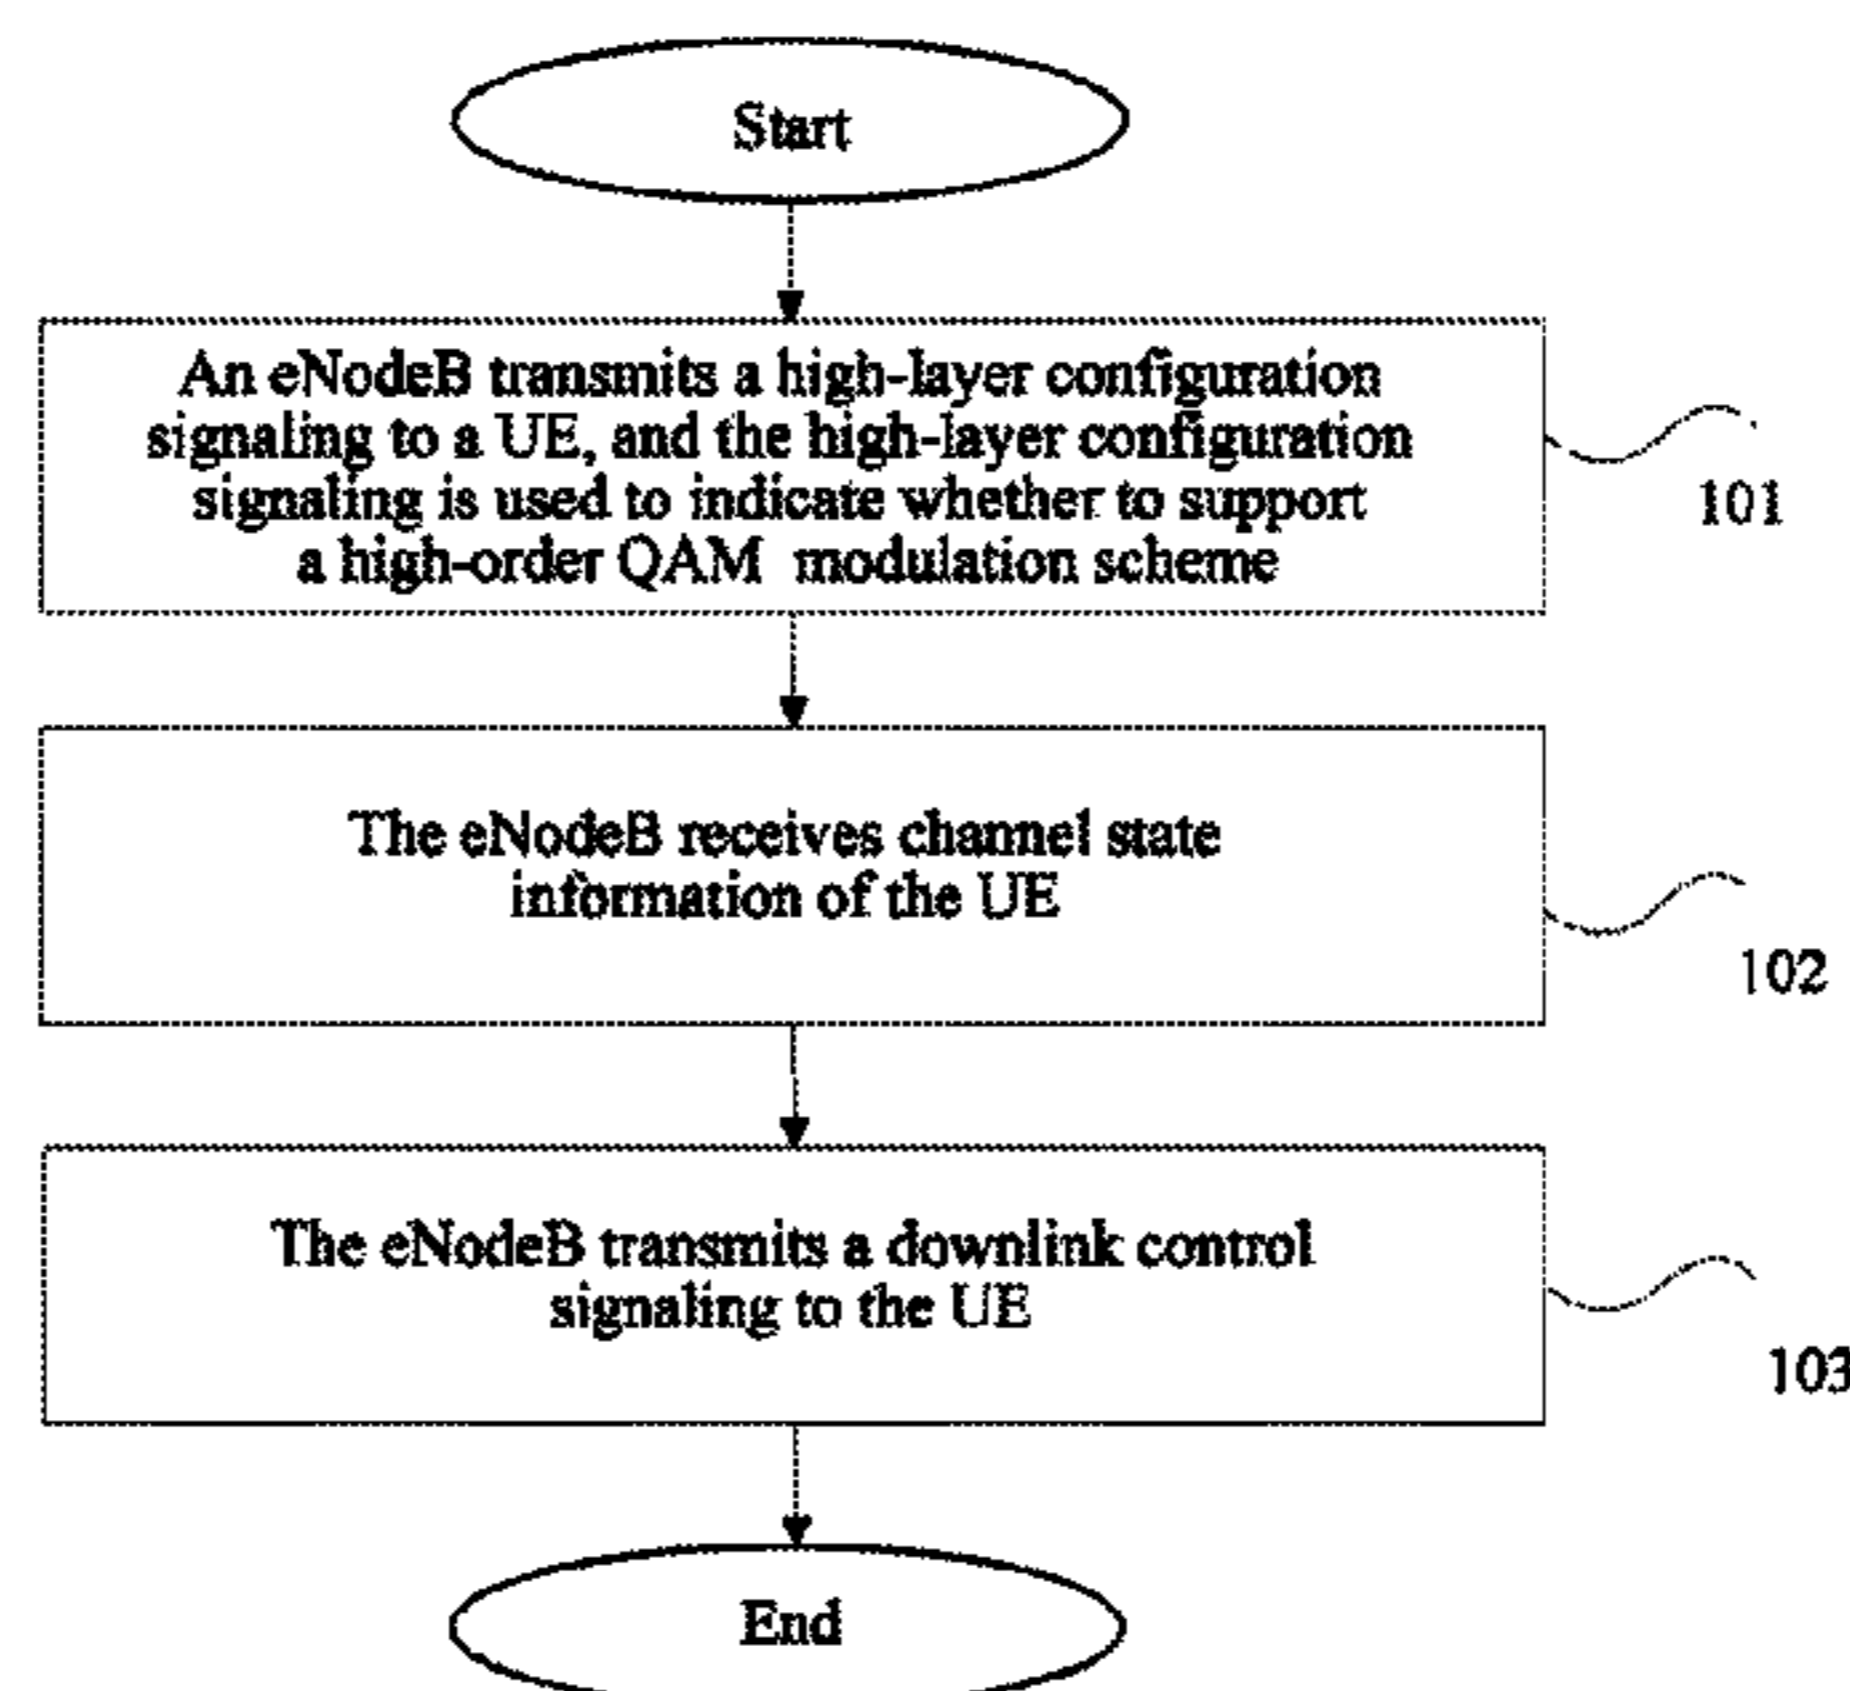 Start
An eNodeB transmits a high-layer configuration
signaling to a UE, and the high-layer configuration
signaling is used to indicate whether to support
a high-order QAM modulation scheme
101
The eNodeB receives channel state
information of the UE
102
The eNodeB transmits a downlink control
signaling to the UE
103
End